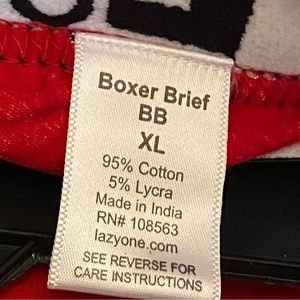 Boxer Brief
BB
XL
95% Cotton
5% Lycra
Made in India
RN# 108563
lazyone.com
SEE REVERSE FOR
CARE INSTRUCTIONS